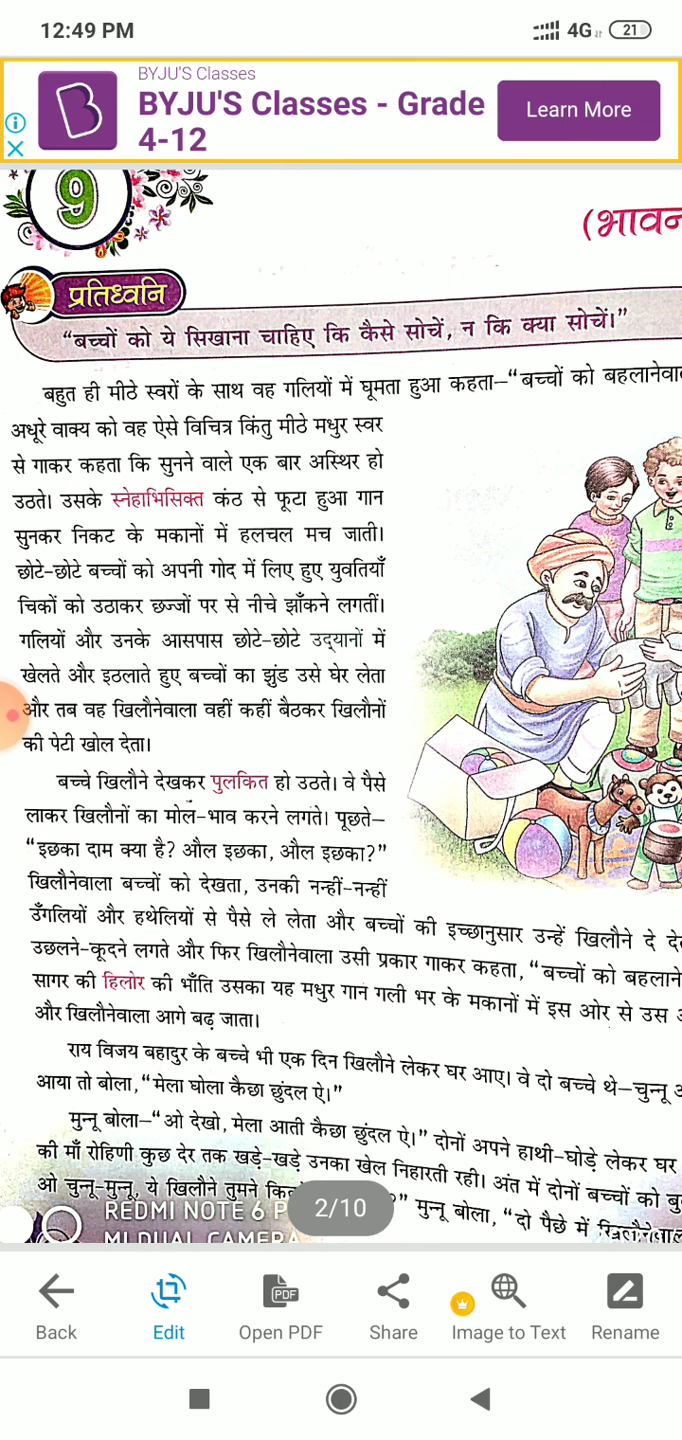 12:49 PM
4G 21
BYJU'S Classes
BYJU'S Classes - Grade
4-12
Learn More
9
प्रतिध्वनि
“बच्चों को ये सिखाना चाहिए कि कैसे सोचें, न कि क्या सोचें।”
बहुत ही मीठे स्वरों के साथ वह गलियों में घूमता हुआ कहता–“बच्चों को
अधूरे वाक्य को वह ऐसे विचित्र किंतु मीठे मधुर स्वर
से गाकर कहता कि सुनने वाले एक बार अस्थिर हो
उठते। उसके स्नेहाभिसिक्त कंठ से फूटा हुआ गान
सुनकर निकट के मकानों में हलचल मच जाती।
छोटे-छोटे बच्चों को अपनी गोद में लिए हुए युवतियाँ
चिकों को उठाकर छज्जों पर से नीचे झाँकने लगतीं।
गलियों और उनके आसपास छोटे-छोटे उद्‌यानों में
खेलते और इठलाते हुए बच्चों का झुंड उसे घेर लेता
और तब वह खिलौनेवाला वहीं कहीं बैठकर खिलौनों
की पेटी खोल देता।
बच्चे खिलौने देखकर पुलकित हो उठते। वे पैसे
लाकर खिलौनों का मोल-भाव करने लगते। पूछते–
“इछका दाम क्या है? औल इछका, औल इछका?”
खिलौनेवाला बच्चों को देखता, उनकी नन्हीं-नन्हीं
उँगलियों और हथेलियों से पैसे ले लेता और बच्चों की इच्छानुसार उन्हें खिलौने दे
उछलने-कूदने लगते और फिर खिलौनेवाला उसी प्रकार गाकर कहता, “बच्चों को
सागर की हिलोर की भाँति उसका यह मधुर गान गली भर के मकानों में इस ओर से उस
और खिलौनेवाला आगे बढ़ जाता।
राय विजय बहादुर के बच्चे भी एक दिन खिलौने लेकर घर आए। वे दो बच्चे थे–चुन्नू
आया तो बोला, “मेला घोला कैछा छुंदल ऐ।”
मुन्नू बोला–“ओ देखो, मेला आती कैछा छुंदल ऐ।” दोनों अपने हाथी-घोड़े लेकर घर
की माँ रोहिणी कुछ देर तक खड़े-खड़े उनका खेल निहारती रही। अंत में दोनों बच्चों को
ओ चुन्नू-मुन्नू, ये खिलौने तुमने ” मुन्नू बोला, “दो पैछे में
REDMI NOTE 6 P
MI DUAL CAMERA
2/10
Back
Edit
Open PDF
Share
Image to Text
Rename